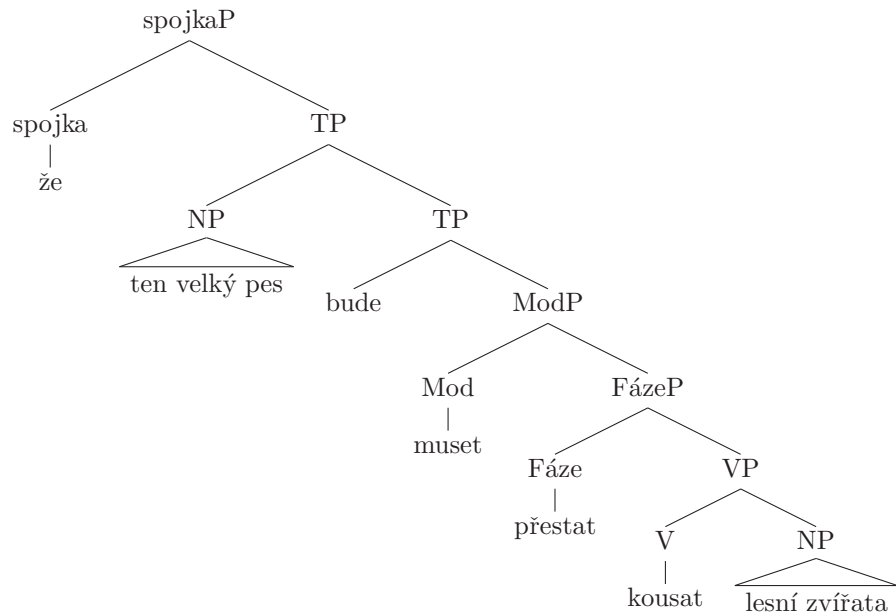 spojkaP
spojka TP
že
NP TP
ten velký pes bude ModP
Mod FázeP
muset
Fáze VP
přestat
V NP
kousat lesní zvířata